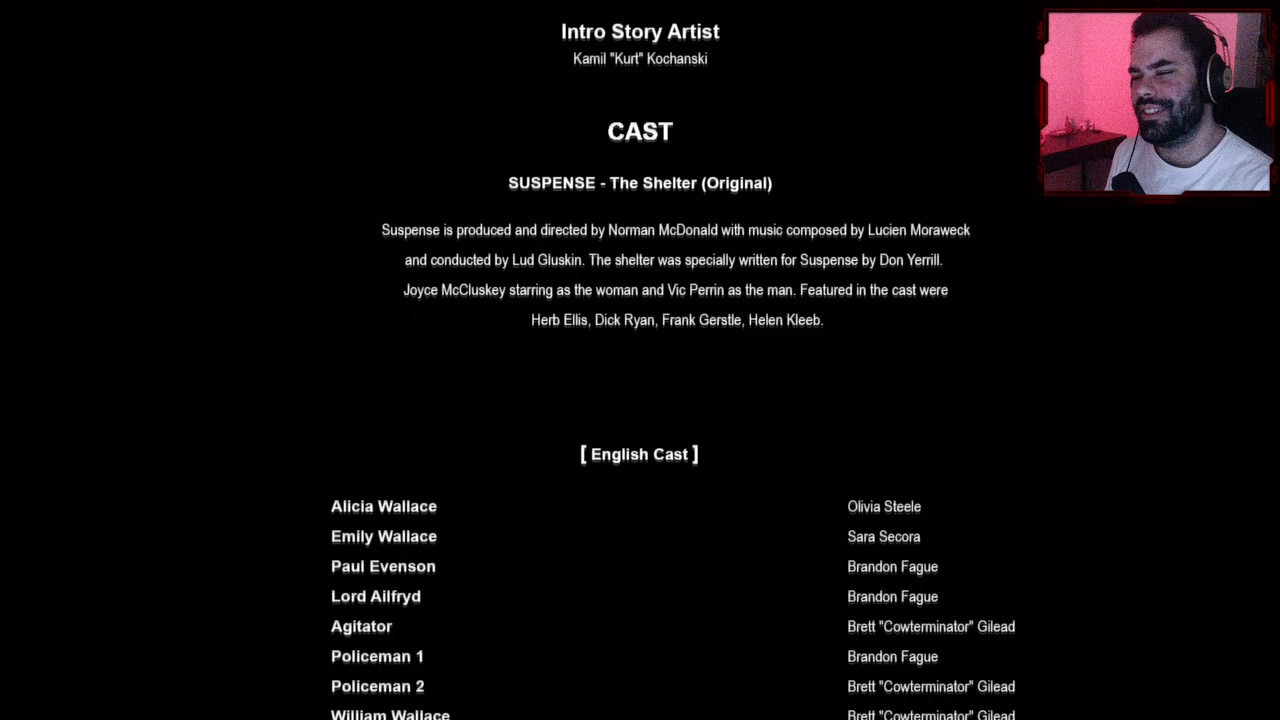 Intro Story Artist
Kamil "Kurt" Kochanski
CAST
SUSPENSE - The Shelter (Original)
Suspense is produced and directed by Norman McDonald with music composed by Lucien Moraweck
and conducted by Lud Gluskin. The shelter was specially written for Suspense by Don Yerrill.
Joyce McCluskey starring as the woman and Vic Perrin as the man. Featured in the cast were
Herb Ellis, Dick Ryan, Frank Gerstle, Helen Kleeb.
[ English Cast ]
Alicia Wallace Olivia Steele
Emily Wallace Sara Secora
Paul Evenson Brandon Fague
Lord Ailfryd Brandon Fague
Agitator Brett "Cowterminator" Gilead
Policeman 1 Brandon Fague
Policeman 2 Brett "Cowterminator" Gilead
William Wallace Brett "Cowterminator" Gilead